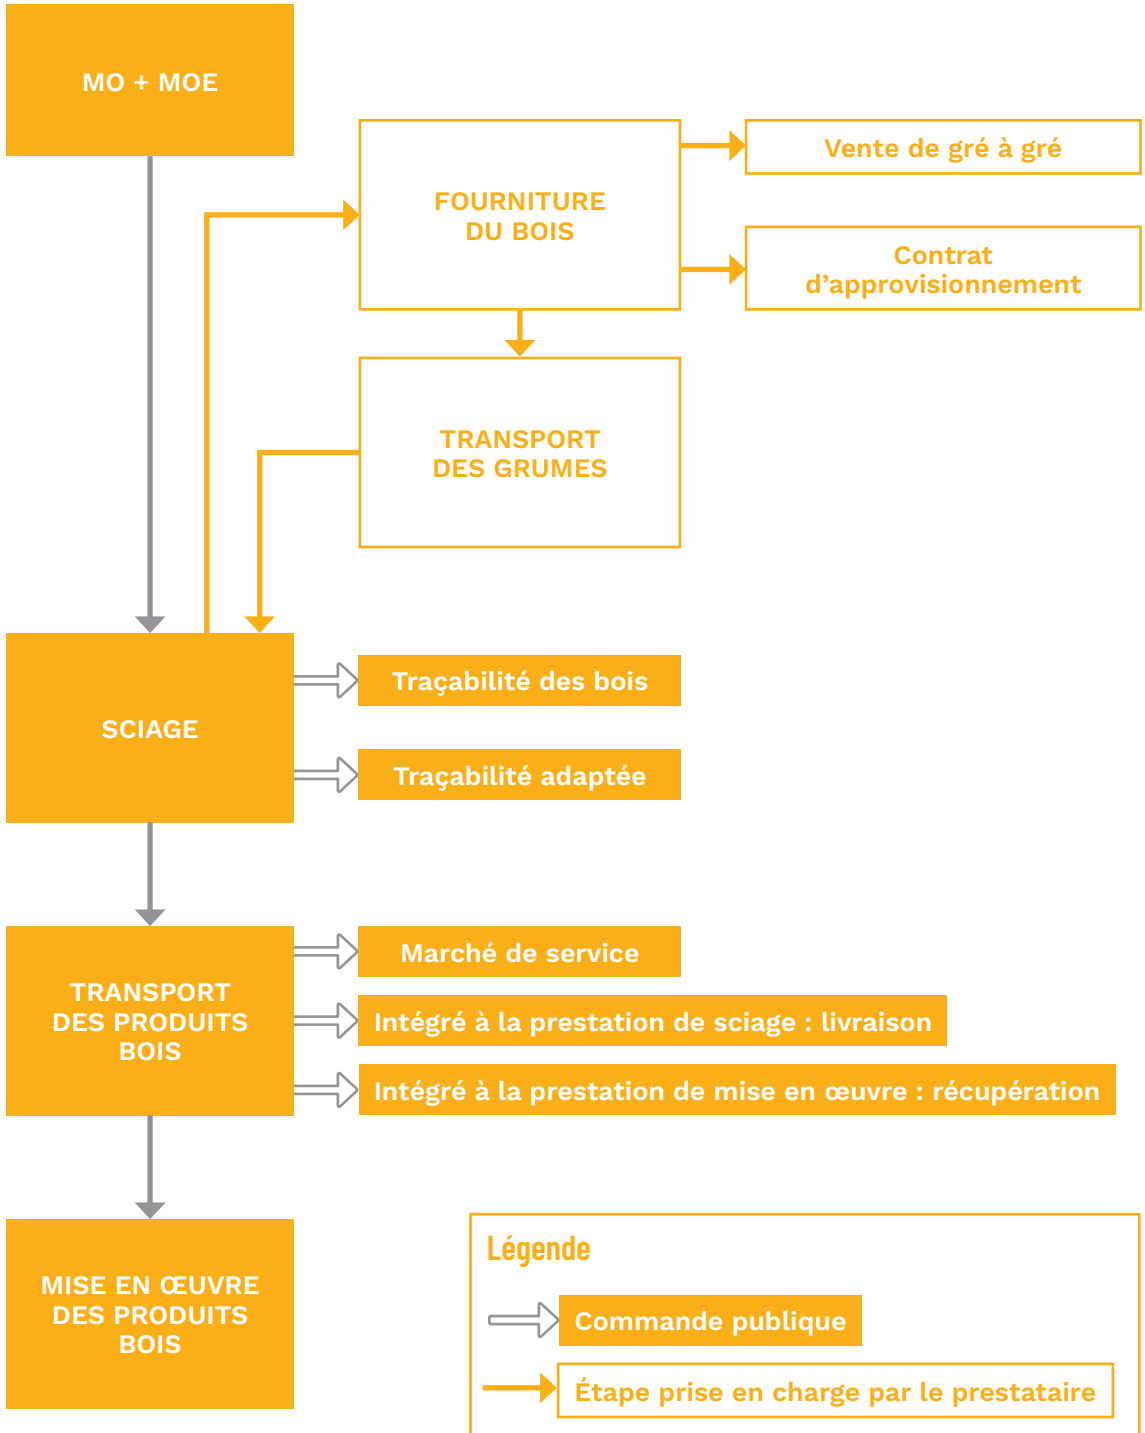 MO + MOE
FOURNITURE
DU BOIS
Vente de gré à gré
Contrat
d’approvisionnement
TRANSPORT
DES GRUMES
SCIAGE
Traçabilité des bois
Traçabilité adaptée
TRANSPORT
DES PRODUITS
BOIS
Marché de service
Intégré à la prestation de sciage : livraison
Intégré à la prestation de mise en œuvre : récupération
MISE EN ŒUVRE
DES PRODUITS
BOIS
Légende
Commande publique
Étape prise en charge par le prestataire